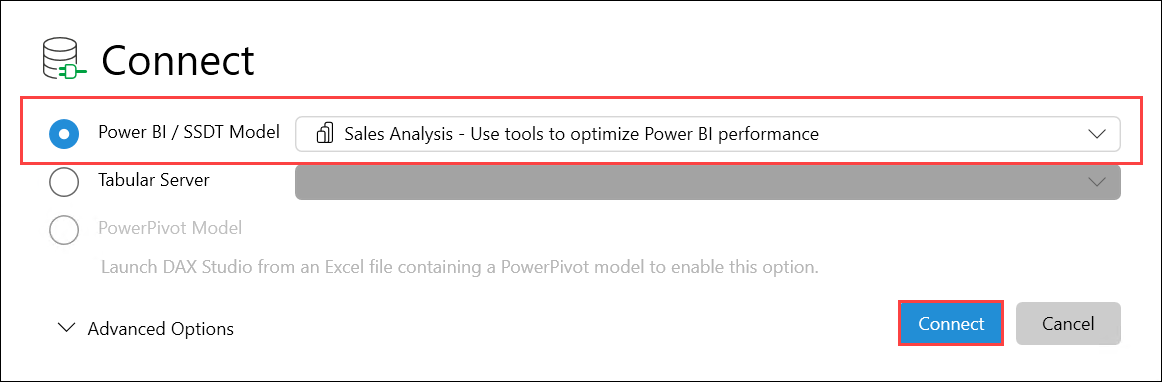 Connect
Power BI / SSDT Model
Sales Analysis - Use tools to optimize Power BI performance
Tabular Server
PowerPivot Model
Launch DAX Studio from an Excel file containing a PowerPivot model to enable this option.
Advanced Options
Connect
Cancel